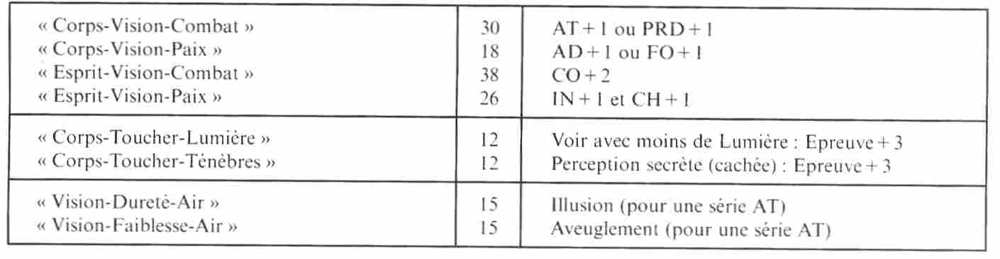 « Corps-Vision-Combat » 30 AT + 1 ou PRD + 1
« Corps-Vision-Paix » 18 AD + 1 ou FO + 1
« Esprit-Vision-Combat » 38 CO + 2
« Esprit-Vision-Paix » 26 IN + 1 et CH + 1
« Corps-Toucher-Lumière » 12 Voir avec moins de Lumière : Epreuve + 3
« Corps-Toucher-Ténèbres » 12 Perception secrète (cachée) : Epreuve + 3
« Vision-Dureté-Air » 15 Illusion (pour une série AT)
« Vision-Faiblesse-Air » 15 Aveuglement (pour une série AT)